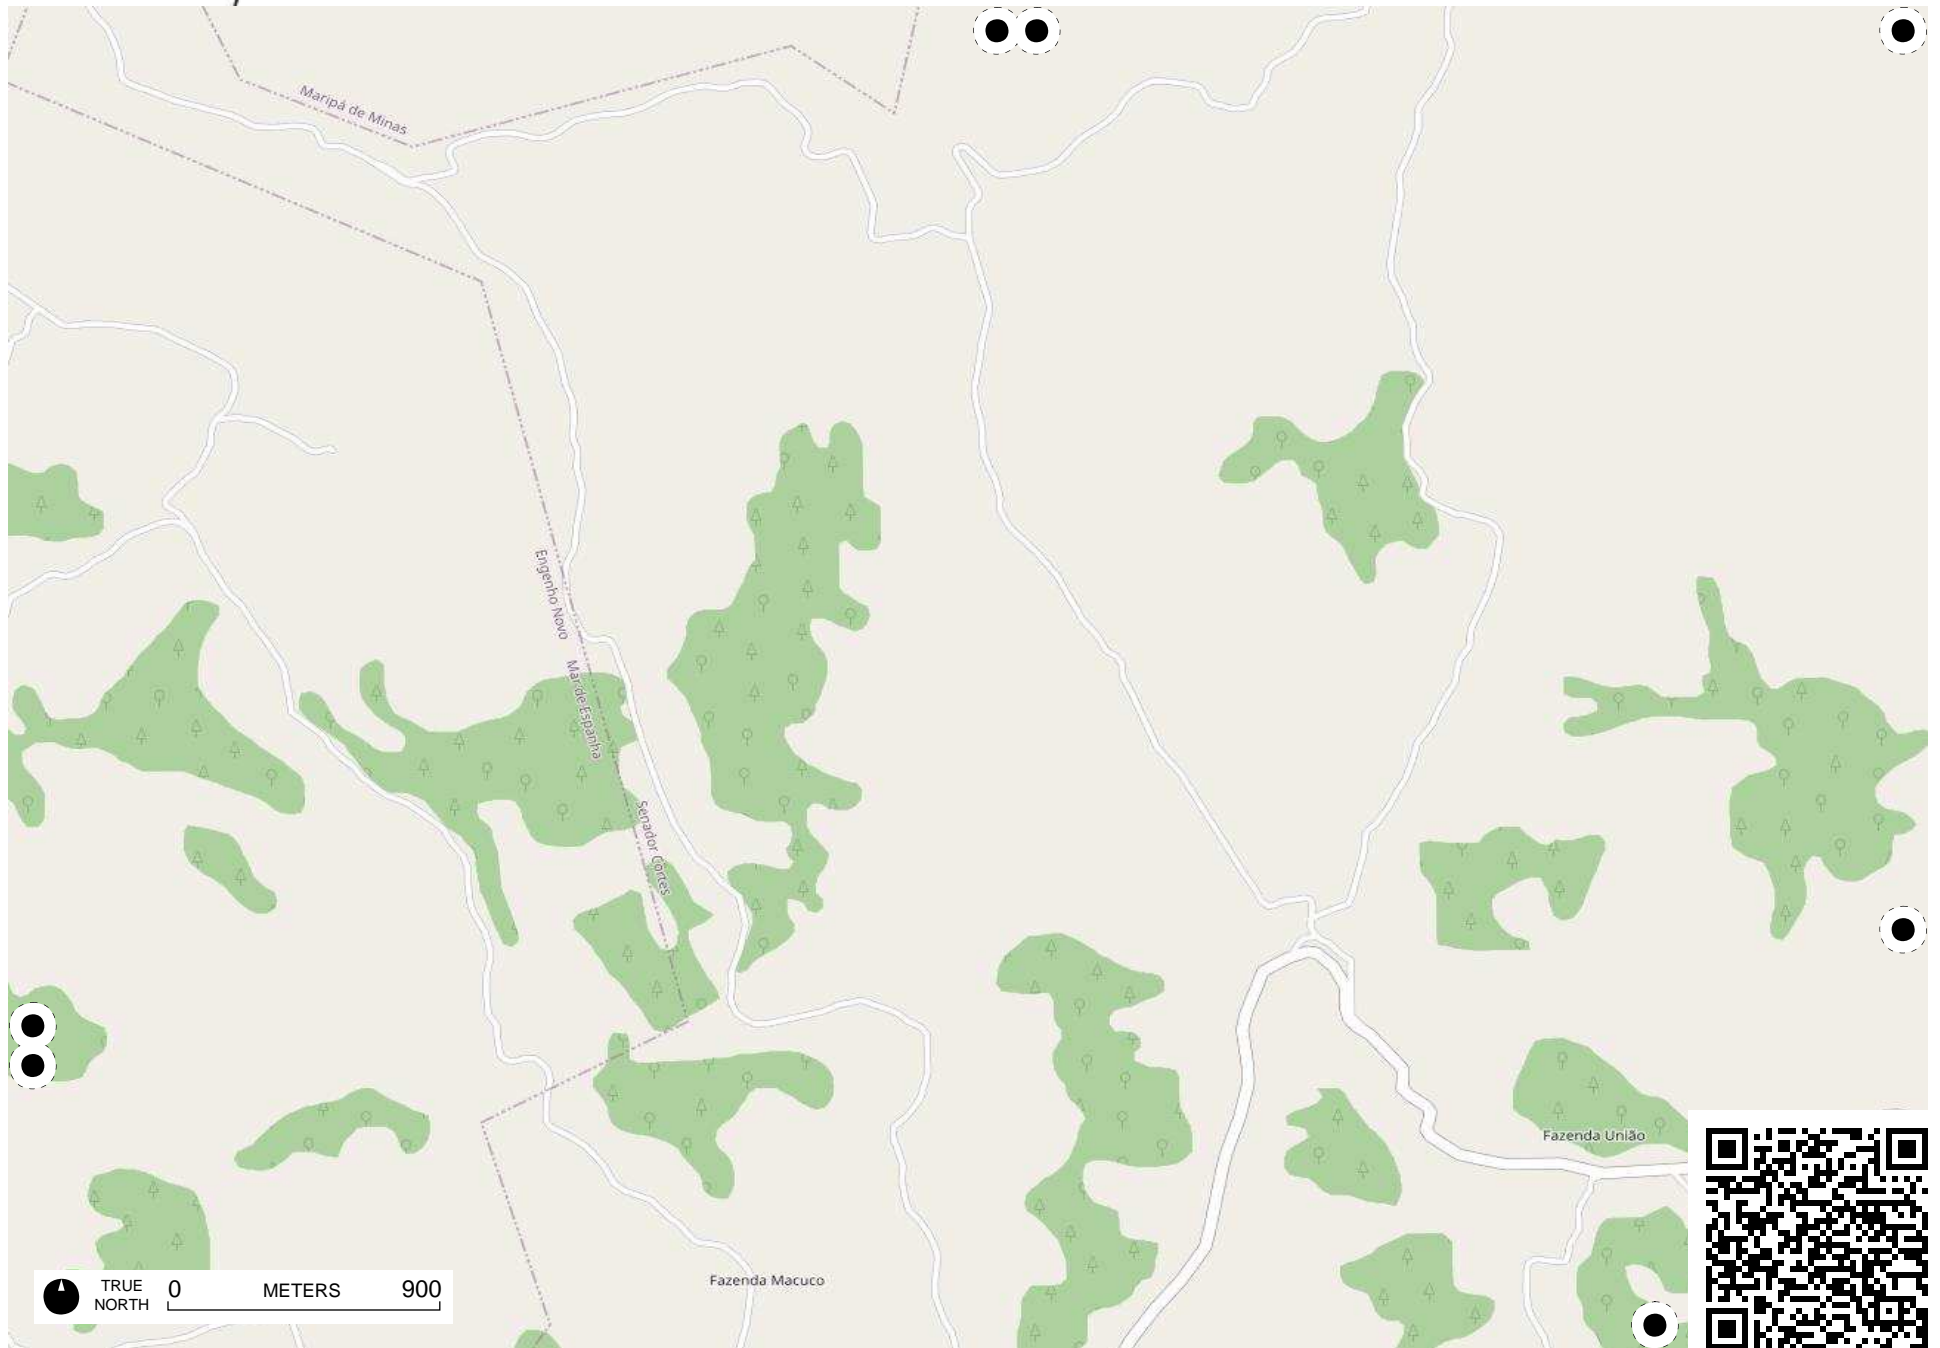 Maripá de Minas
Engenho Novo
Mar de Espanha
Senador Cortes
Fazenda União
Fazenda Macuco
TRUE
NORTH
0 METERS 900